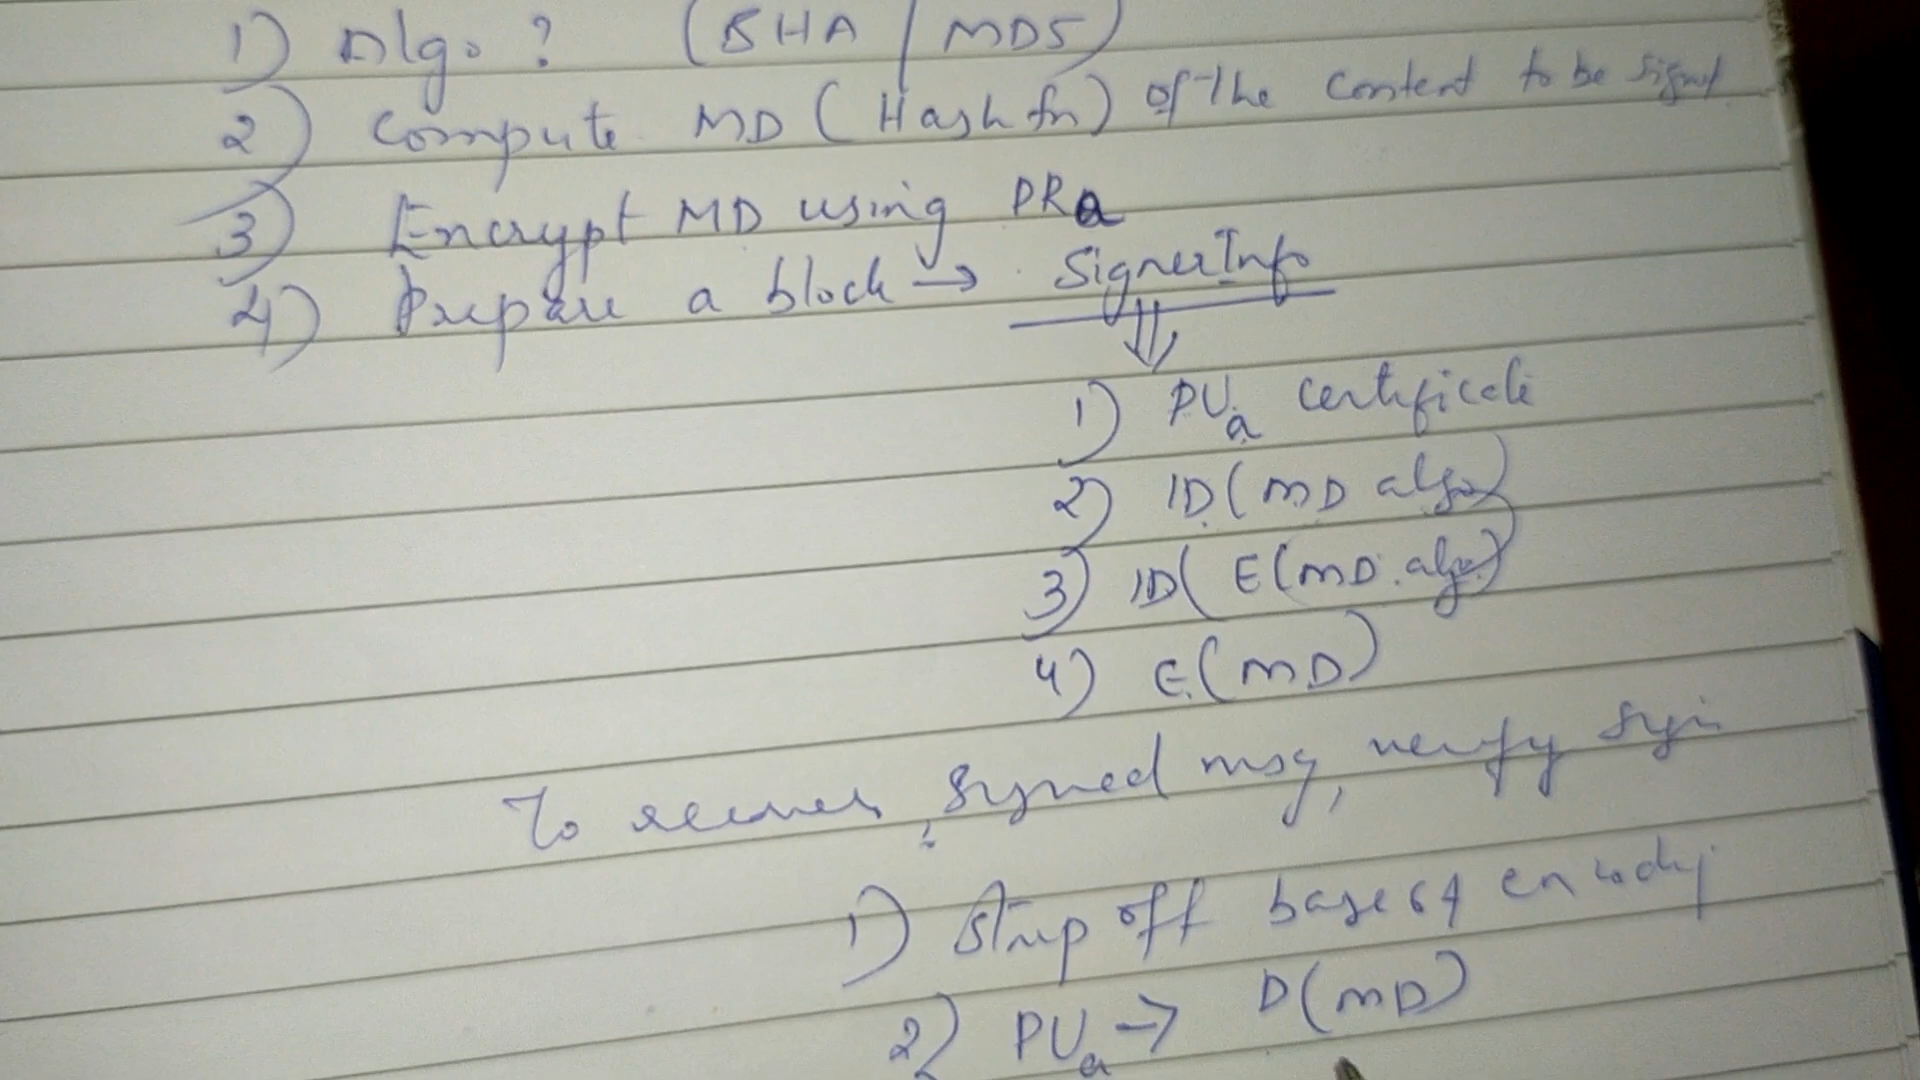 1) Algo ? (SHA / MD5)
2) Compute MD ( Hash fn) of the content to be signed
3) Encrypt MD using PRa
4) Prepare a block → SignerInfo
1) PUa certificate
2) ID(MD algo)
3) ID( E(MD.algo)
4) E(MD)
To recover, signed msg, verify sign
1) Strip off base64 encoding
2) PUa → D(MD)